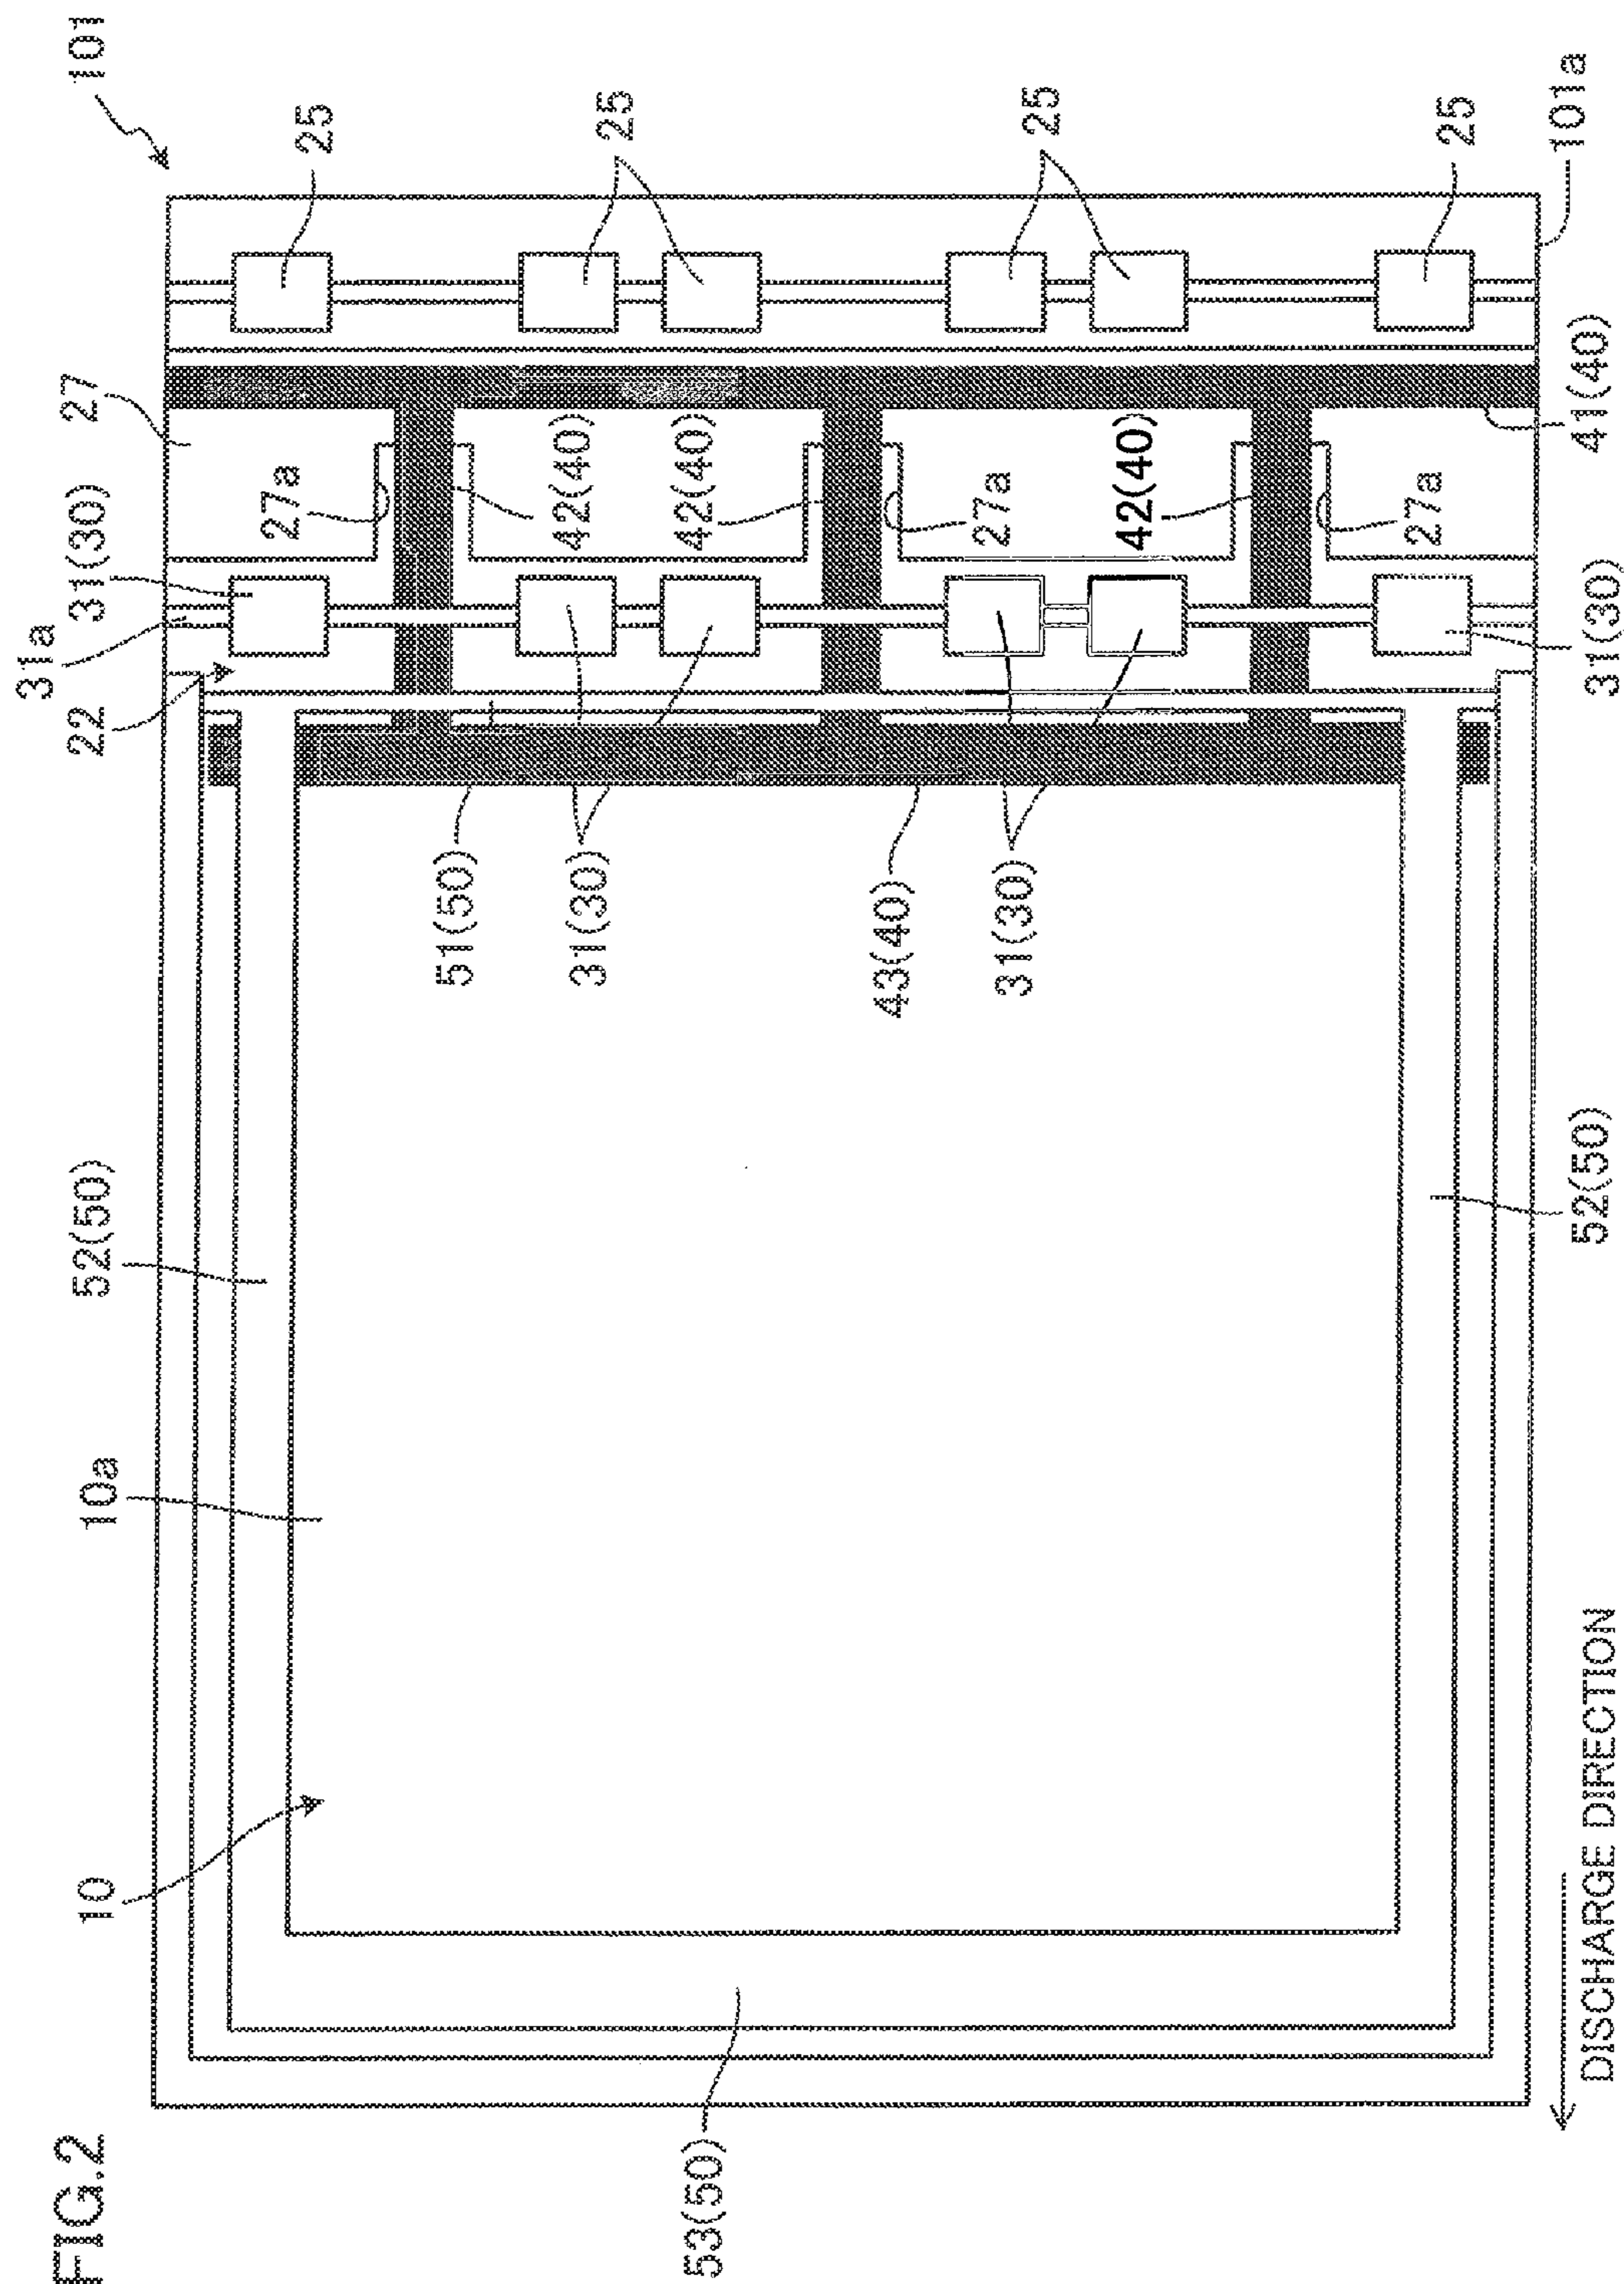 FIG.2
101
25
25
25
25
101a
27
27a
42(40)
42(40)
27a
42(40)
27a
41(40)
31(30)
31a
22
31(30)
51(50)
31(30)
43(40)
31(30)
52(50)
52(50)
10a
10
53(50)
DISCHARGE DIRECTION